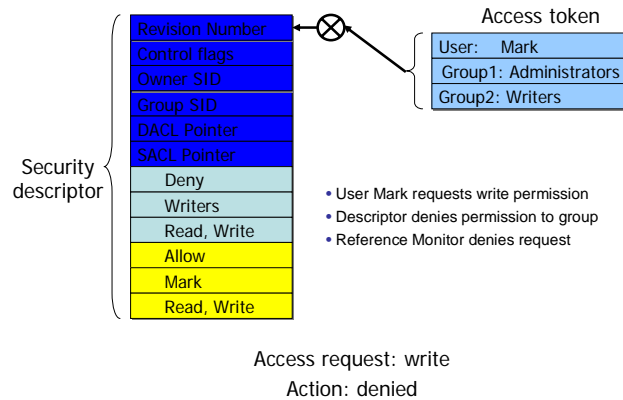 Access token
Revision Number
Control flags
Owner SID
Group SID
DACL Pointer
SACL Pointer
Deny
Writers
Read, Write
Allow
Mark
Read, Write
Security
descriptor
User: Mark
Group1: Administrators
Group2: Writers
• User Mark requests write permission
• Descriptor denies permission to group
• Reference Monitor denies request
Access request: write
Action: denied